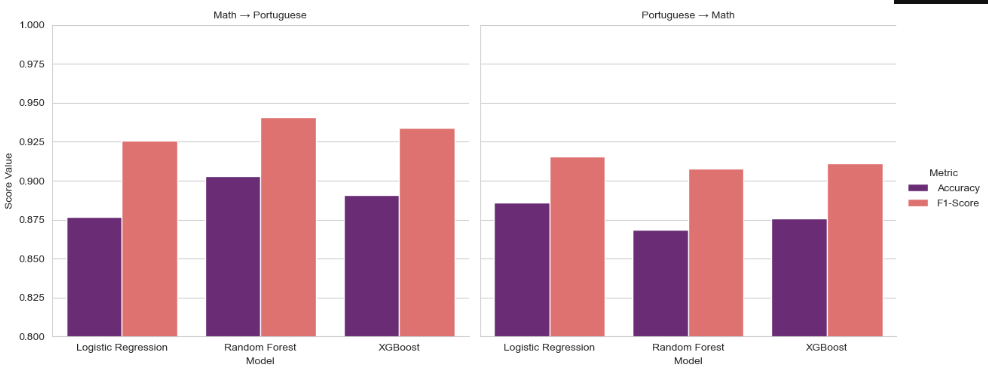 Math → Portuguese
Portuguese → Math
1.000
0.975
0.950
0.925
0.900
0.875
0.850
0.825
0.800
Score Value
Logistic Regression
Random Forest
XGBoost
Model
Logistic Regression
Random Forest
XGBoost
Model
Metric
Accuracy
F1-Score